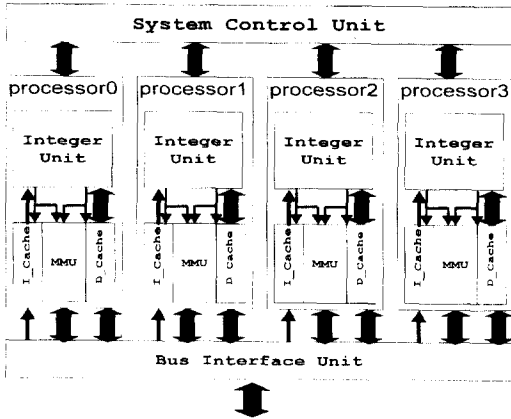 System Control Unit
processor0 processor1 processor2 processor3
Integer Unit Integer Unit Integer Unit Integer Unit
I_Cache MMU D_Cache I_Cache MMU D_Cache I_Cache MMU D_Cache I_Cache MMU D_Cache
Bus Interface Unit